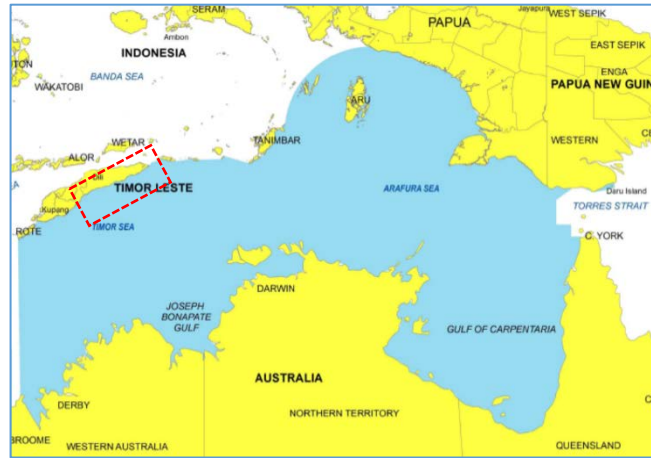 SERAM
Ambon
INDONESIA
BANDA SEA
WAKATOBI
PAPUA
Jayapura
WEST SEPIK
EAST SEPIK
ENGA
PAPUA NEW GUIN
WESTERN
ARU
TANIMBAR
WETAR
ALOR
Dili
TIMOR LESTE
Kupang
ROTE
TIMOR SEA
ARAFURA SEA
Daru Island
TORRES STRAIT
C. YORK
DARWIN
JOSEPH
BONAPATE
GULF
GULF OF CARPENTARIA
AUSTRALIA
DERBY
NORTHERN TERRITORY
BROOME
WESTERN AUSTRALIA
QUEENSLAND